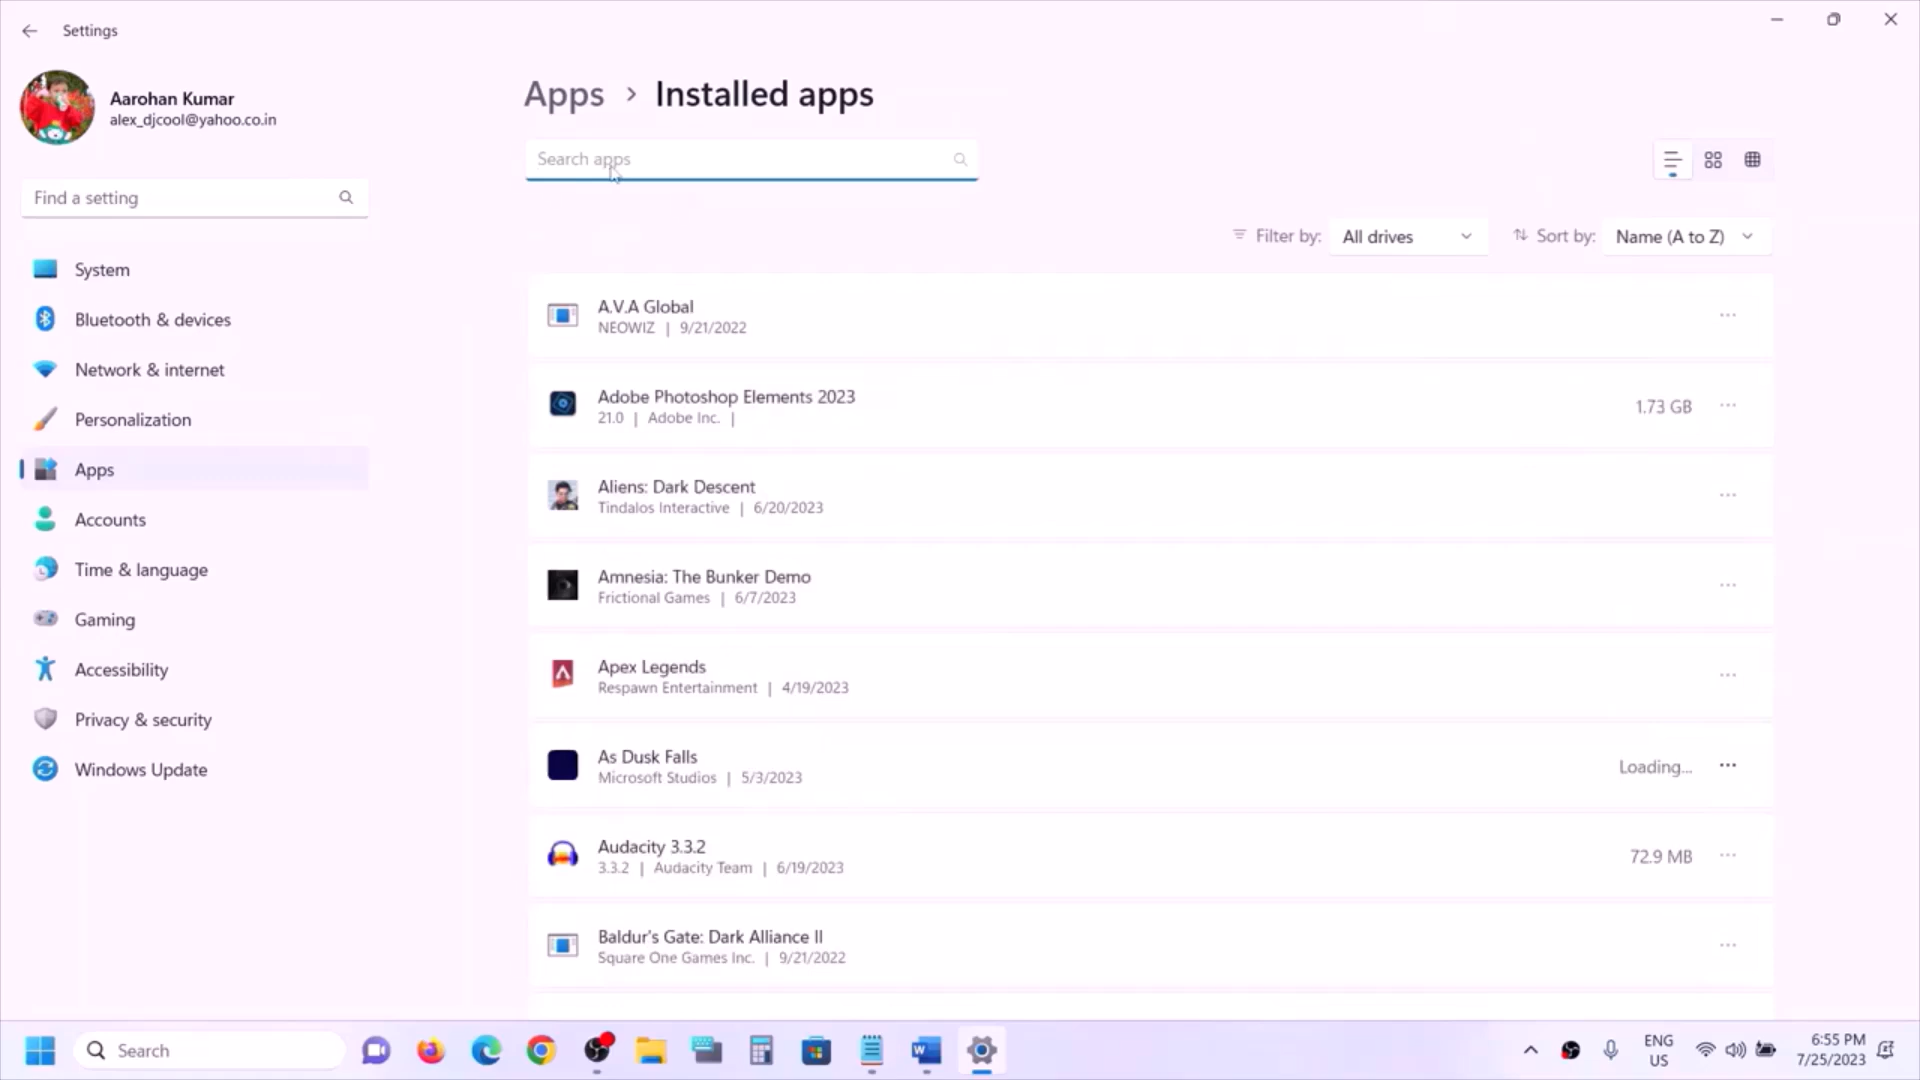 Settings
Aarohan Kumar
alex_djcool@yahoo.co.in
Find a setting
System
Bluetooth & devices
Network & internet
Personalization
Apps
Accounts
Time & language
Gaming
Accessibility
Privacy & security
Windows Update
Apps > Installed apps
Search apps
Filter by: All drives Sort by: Name (A to Z)
A.V.A Global
NEOWIZ | 9/21/2022
Adobe Photoshop Elements 2023
21.0 | Adobe Inc. |
1.73 GB
Aliens: Dark Descent
Tindalos Interactive | 6/20/2023
Amnesia: The Bunker Demo
Frictional Games | 6/7/2023
Apex Legends
Respawn Entertainment | 4/19/2023
As Dusk Falls
Microsoft Studios | 5/3/2023
Loading...
Audacity 3.3.2
3.3.2 | Audacity Team | 6/19/2023
72.9 MB
Baldur's Gate: Dark Alliance II
Square One Games Inc. | 9/21/2022
Search
ENG
US
6:55 PM
7/25/2023